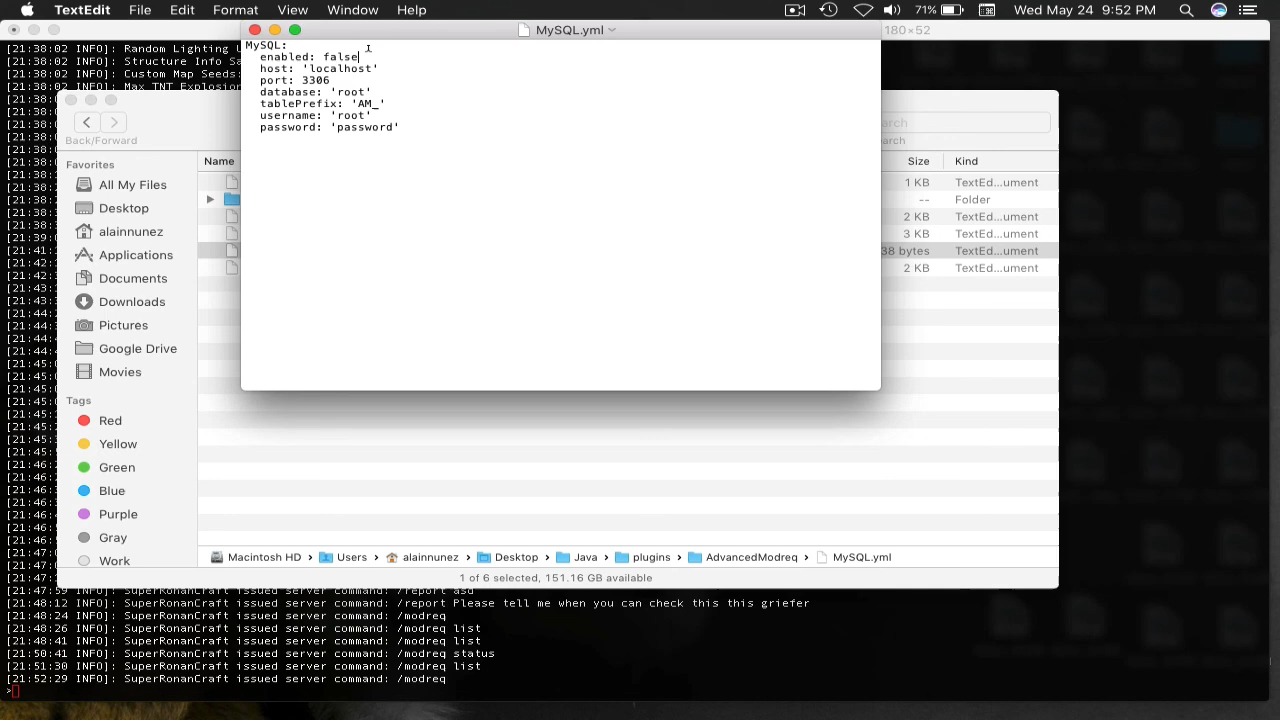 TextEdit File Edit Format View Window Help 71% Wed May 24 9:52 PM
MySQL.yml
180×52
MySQL:
enabled: false
host: 'localhost'
port: 3306
database: 'root'
tablePrefix: 'AM_'
username: 'root'
password: 'password'
[21:38:02 INFO]: Random Lighting
[21:38:02 INFO]: Structure Info
[21:38:02 INFO]: Custom Map Seeds:
[21:38:02 INFO]: Max TNT Explosion
Back/Forward
Name Size Kind
Favorites
All My Files
Desktop
alainnunez
Applications
Documents
Downloads
Pictures
Google Drive
Movies
Tags
Red
Yellow
Green
Blue
Purple
Gray
Work
1 KB TextEd...ument
-- Folder
2 KB TextEd...ument
3 KB TextEd...ument
38 bytes TextEd...ument
2 KB TextEd...ument
Macintosh HD › Users › alainnunez › Desktop › Java › plugins › AdvancedModreq › MySQL.yml
1 of 6 selected, 151.16 GB available
[21:47:59 INFO]: SuperRonanCraft issued server command: /report asd
[21:48:12 INFO]: SuperRonanCraft issued server command: /report Please tell me when you can check this this griefer
[21:48:24 INFO]: SuperRonanCraft issued server command: /modreq
[21:48:26 INFO]: SuperRonanCraft issued server command: /modreq list
[21:48:41 INFO]: SuperRonanCraft issued server command: /modreq list
[21:50:41 INFO]: SuperRonanCraft issued server command: /modreq status
[21:51:30 INFO]: SuperRonanCraft issued server command: /modreq list
[21:52:29 INFO]: SuperRonanCraft issued server command: /modreq
>